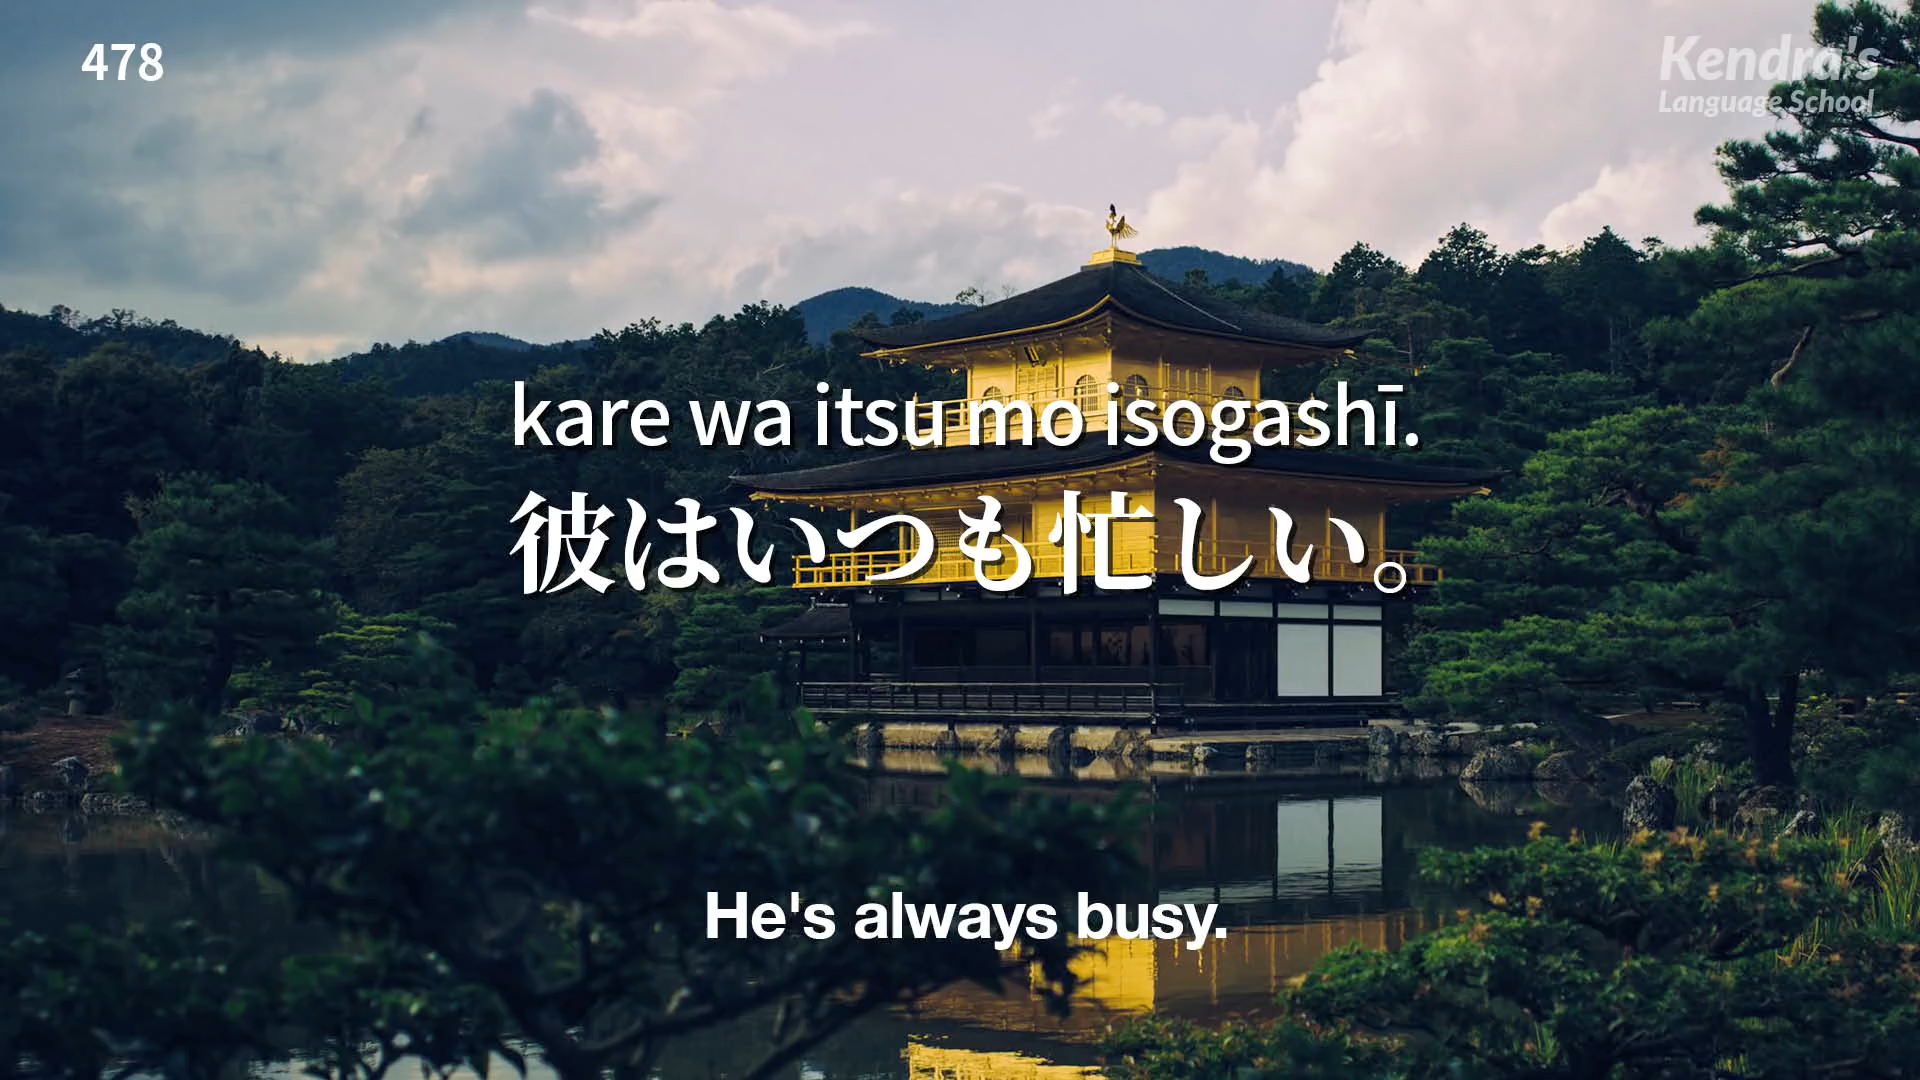 478
Kendra's
Language School
kare wa itsu mo isogashī.
彼はいつも忙しい。
He's always busy.